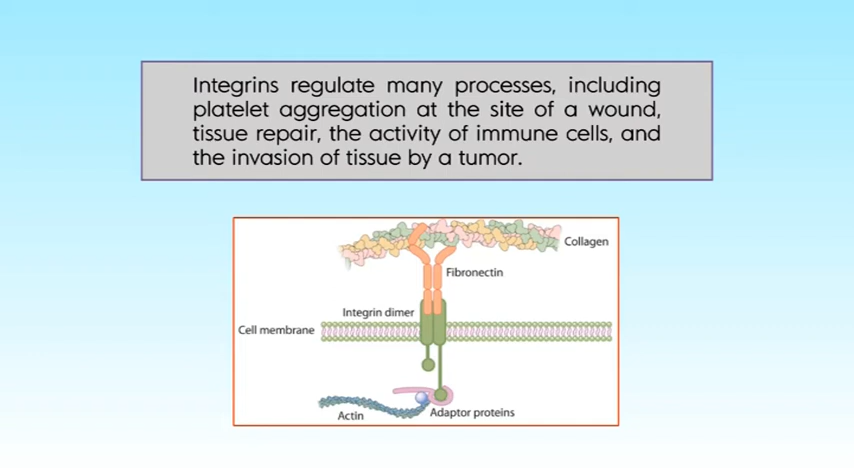 Integrins regulate many processes, including
platelet aggregation at the site of a wound,
tissue repair, the activity of immune cells, and
the invasion of tissue by a tumor.
Collagen
Fibronectin
Integrin dimer
Cell membrane
Adaptor proteins
Actin